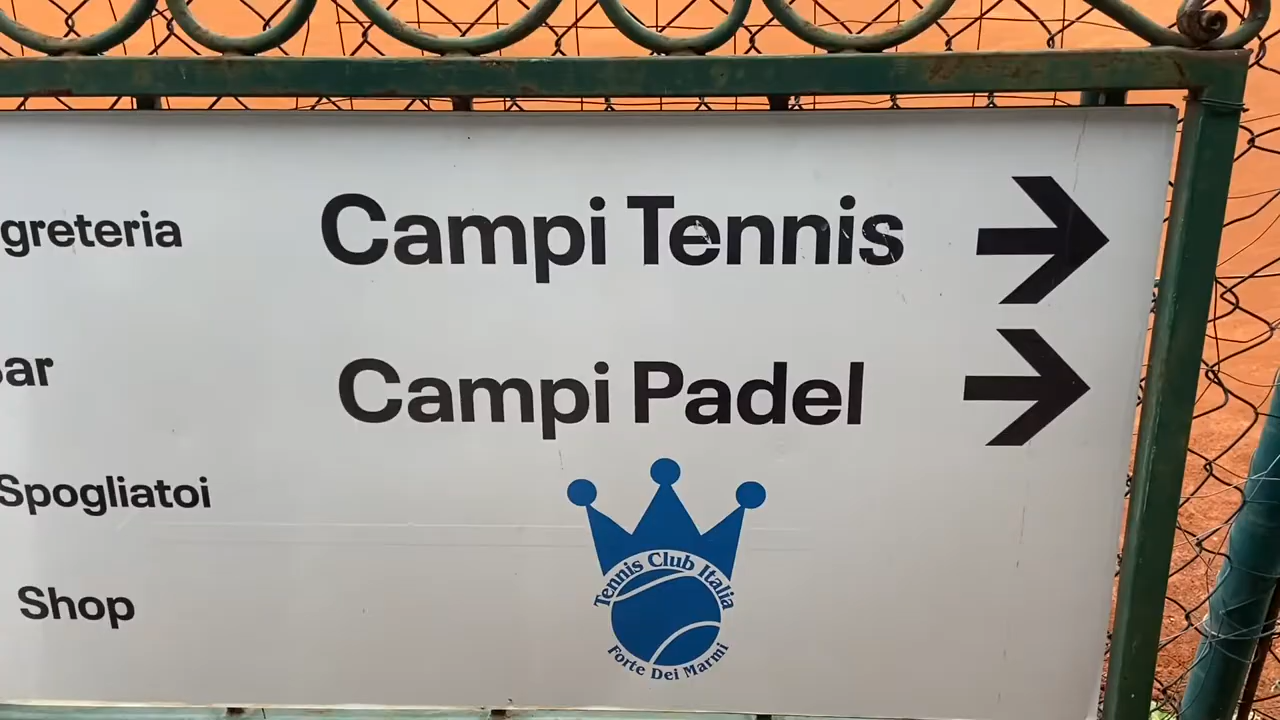 greteria
Campi Tennis
ar
Campi Padel
Spogliatoi
Shop
Tennis Club Italia
Forte Dei Marmi